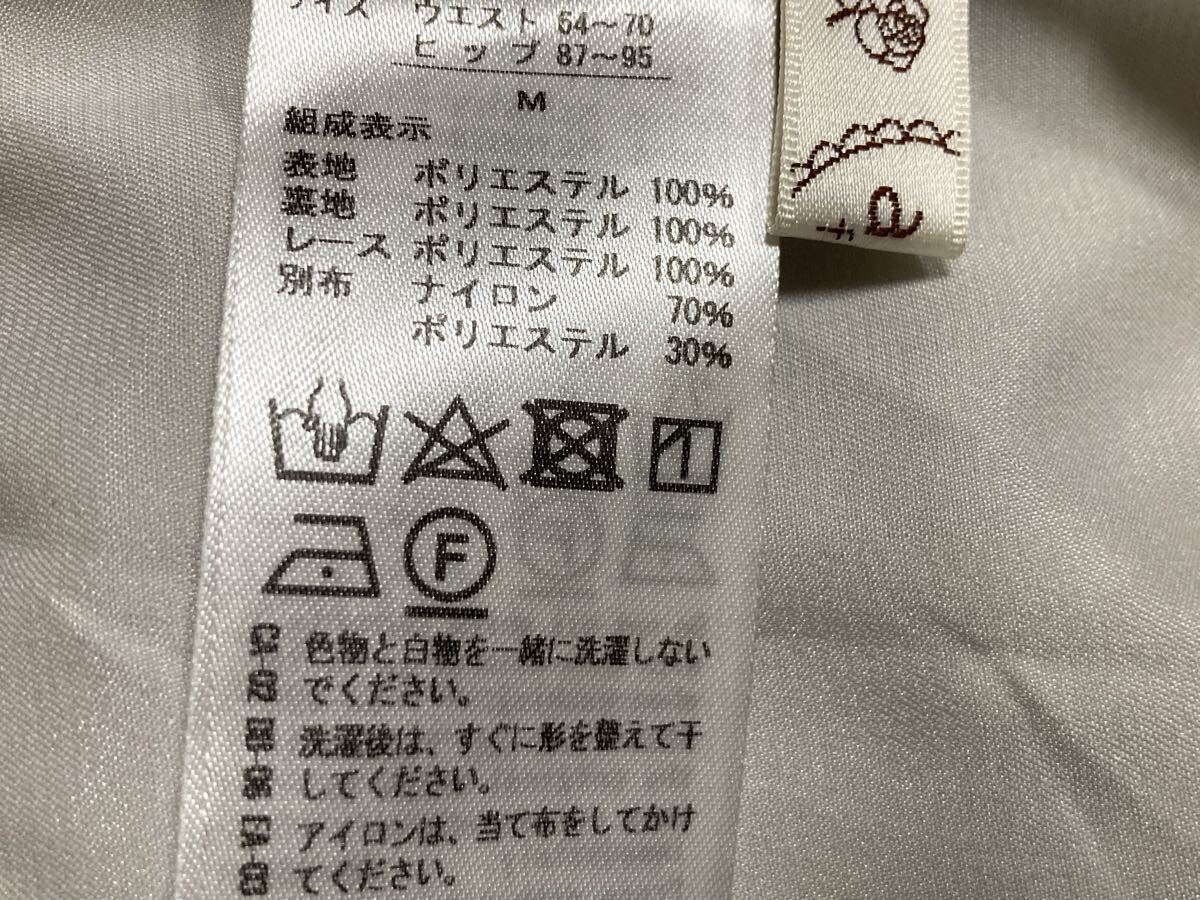 イズ ウエスト 64～70
ヒップ 87～95
M
組成表示
表地 ポリエステル 100%
裏地 ポリエステル 100%
レース ポリエステル 100%
別布 ナイロン 70%
ポリエステル 30%
F
色物と白物を一緒に洗濯しない
でください。
洗濯後は、すぐに形を整えて干
してください。
アイロンは、当て布をしてかけ
てください。